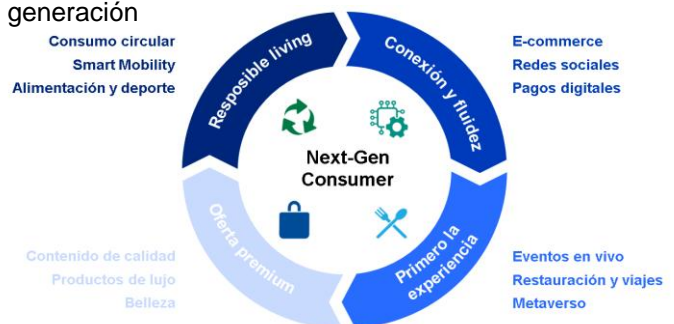 generación
Consumo circular
Smart Mobility
Alimentación y deporte
Resposible living
Conexión y fluidez
E-commerce
Redes sociales
Pagos digitales
Next-Gen
Consumer
Contenido de calidad
Productos de lujo
Belleza
Oferta premium
Primero la
experiencia
Eventos en vivo
Restauración y viajes
Metaverso